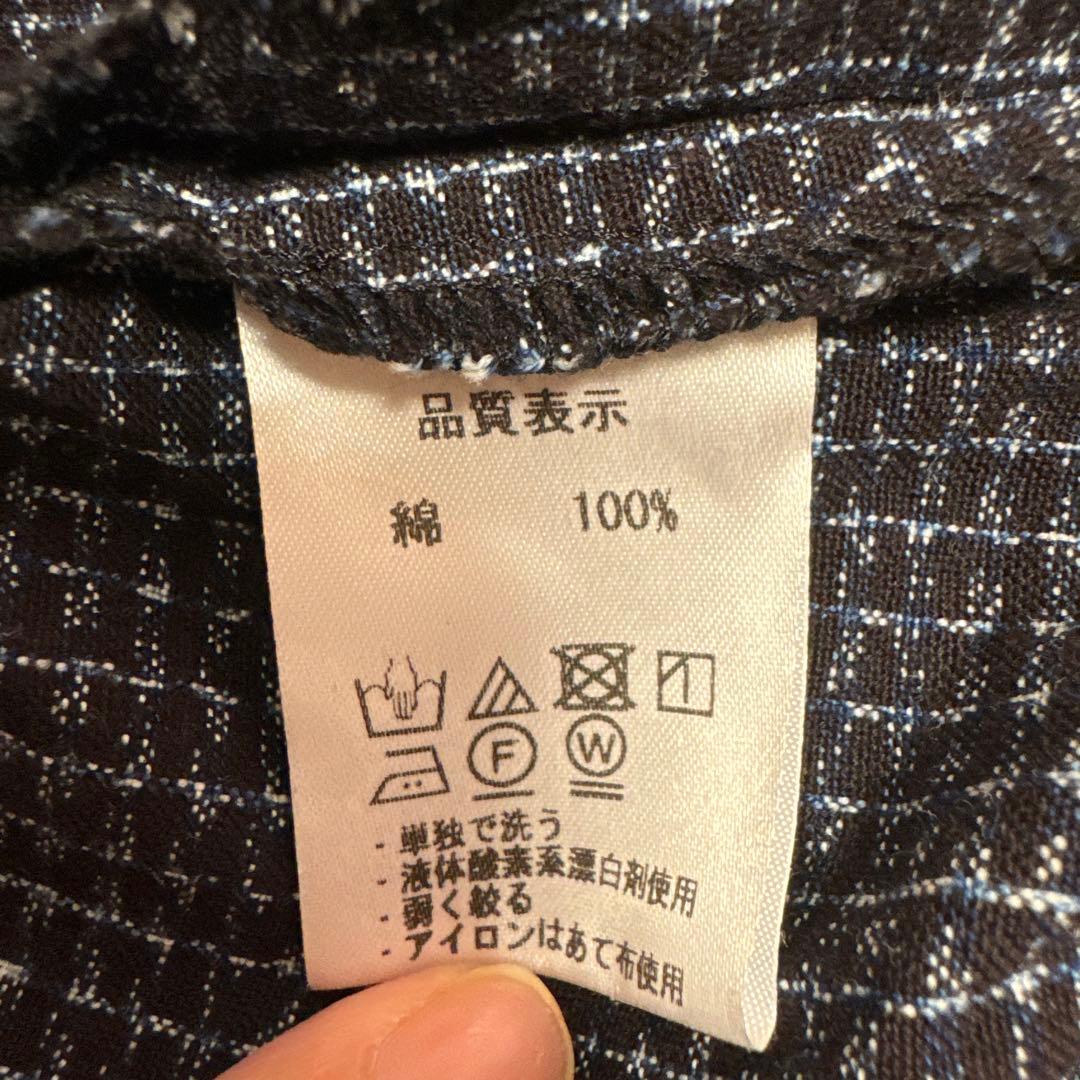 品質表示
綿 100%
F W
・単独で洗う
・液体酸素系漂白剤使用
・弱く絞る
・アイロンはあて布使用